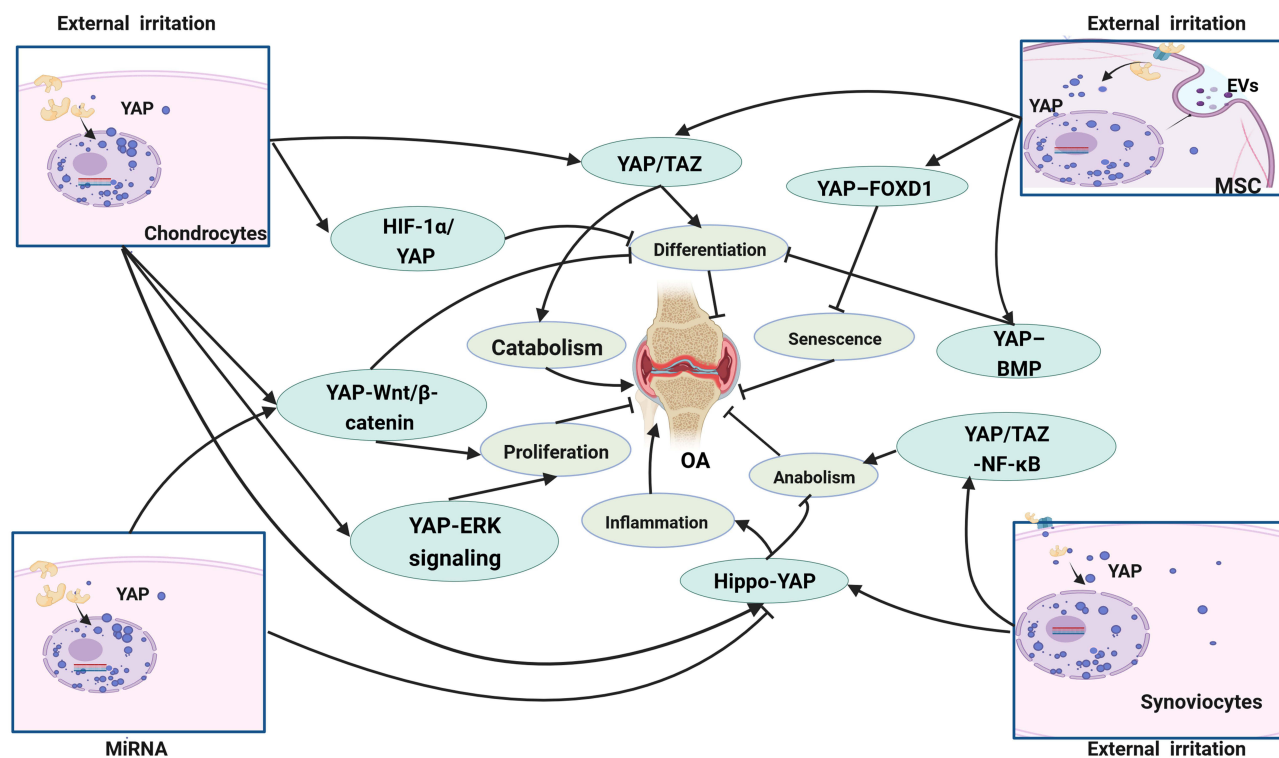 External irritation
External irritation
YAP
Chondrocytes
YAP
EVs
MSC
YAP/TAZ
YAP–FOXD1
HIF-1α/
YAP
Differentiation
Catabolism
Senescence
YAP–
BMP
YAP-Wnt/β-
catenin
Proliferation
OA
YAP/TAZ
-NF-κB
Anabolism
Inflammation
YAP-ERK
signaling
Hippo-YAP
YAP
MiRNA
YAP
Synoviocytes
External irritation